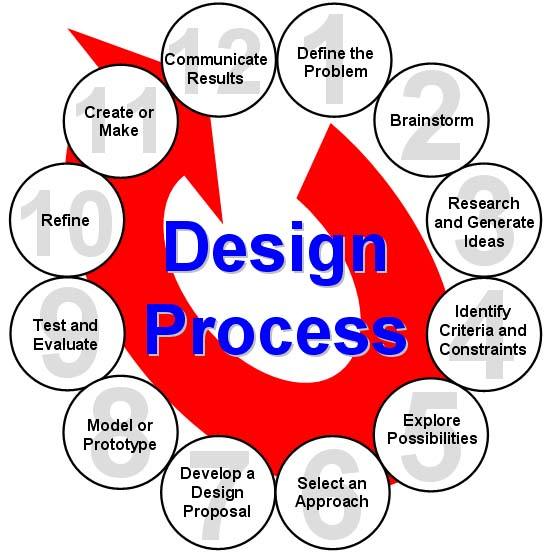 1
Define the
Problem
2
Brainstorm
3
Research
and Generate
Ideas
4
Identify
Criteria and
Constraints
5
Explore
Possibilities
6
Select an
Approach
7
Develop a
Design
Proposal
8
Model or
Prototype
9
Test and
Evaluate
10
Refine
11
Create or
Make
12
Communicate
Results
Design
Process